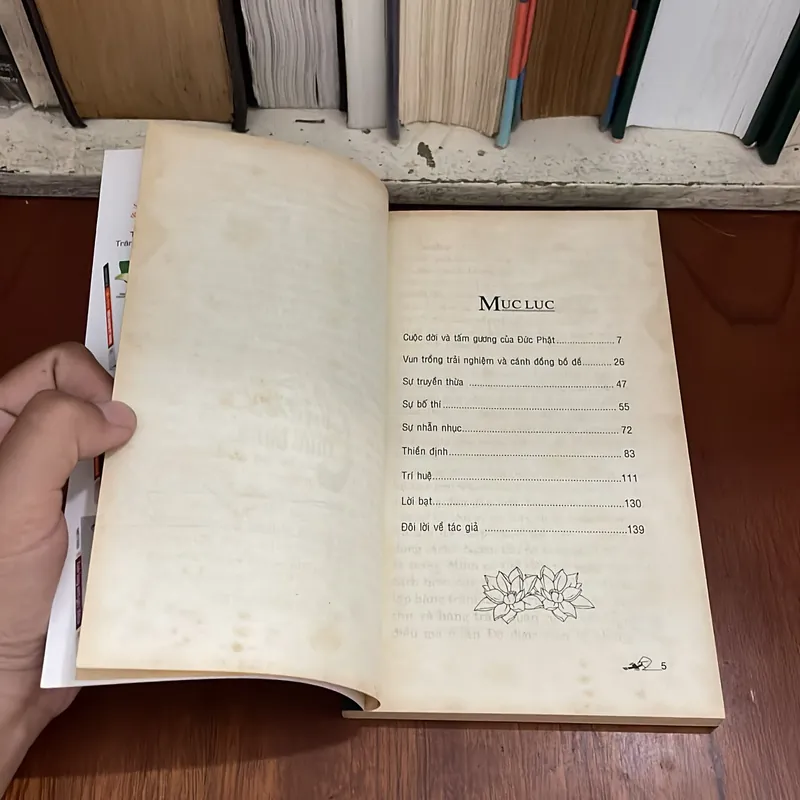 MỤC LỤC
Cuộc đời và tấm gương của Đức Phật..................... 7
Vun trồng trải nghiệm và cánh đồng bồ đề...........26
Sự truyền thừa ..................................................... 47
Sự bố thí............................................................... 55
Sự nhẫn nhục........................................................ 72
Thiền định............................................................. 83
Trí huệ...................................................................111
Lời bạt...................................................................130
Đôi lời về tác giả ..................................................139
5